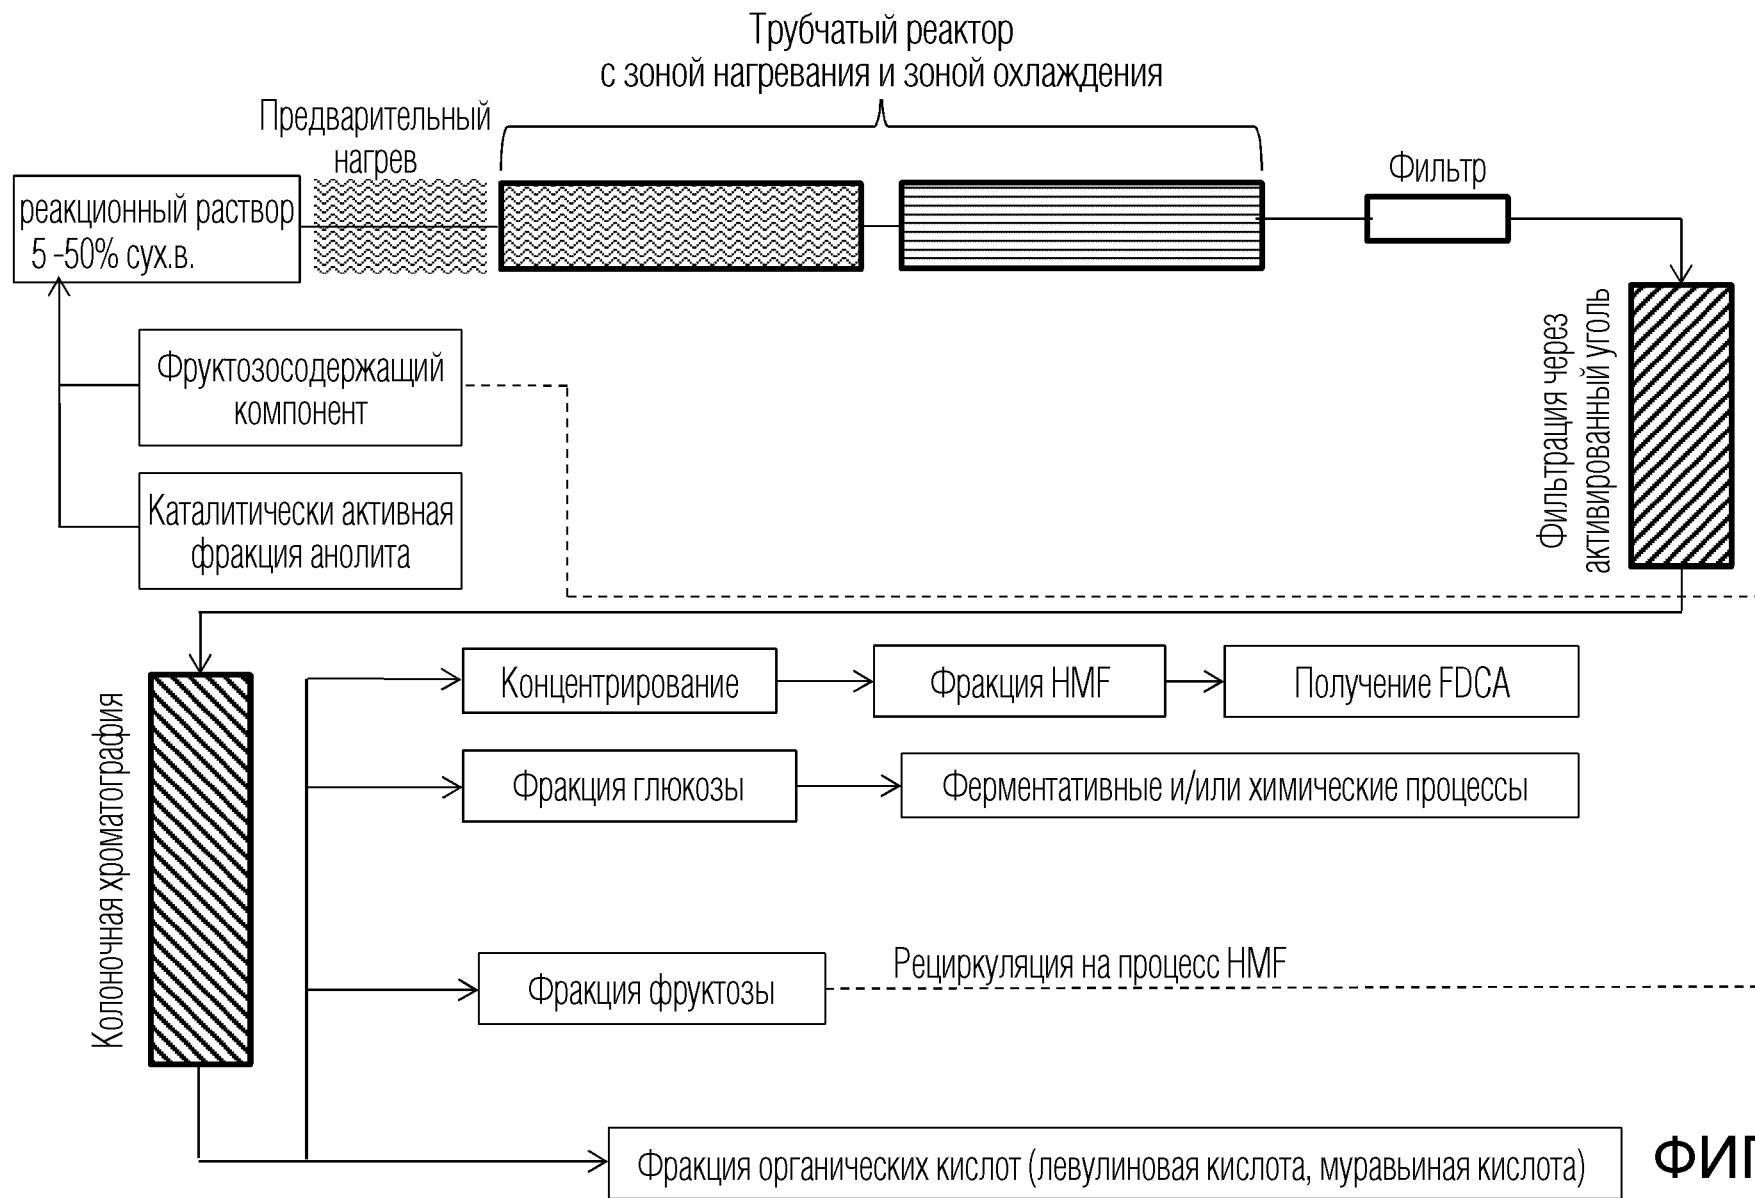 Трубчатый реактор
с зоной нагревания и зоной охлаждения
Предварительный
нагрев
Фильтр
реакционный раствор
5 -50% сух.в.
Фруктозосодержащий
компонент
Каталитически активная
фракция анолита
Фильтрация через
активированный уголь
Колоночная хроматография
Концентрирование
Фракция HMF
Получение FDCA
Фракция глюкозы
Ферментативные и/или химические процессы
Фракция фруктозы
Рециркуляция на процесс HMF
Фракция органических кислот (левулиновая кислота, муравьиная кислота)
ФИГ